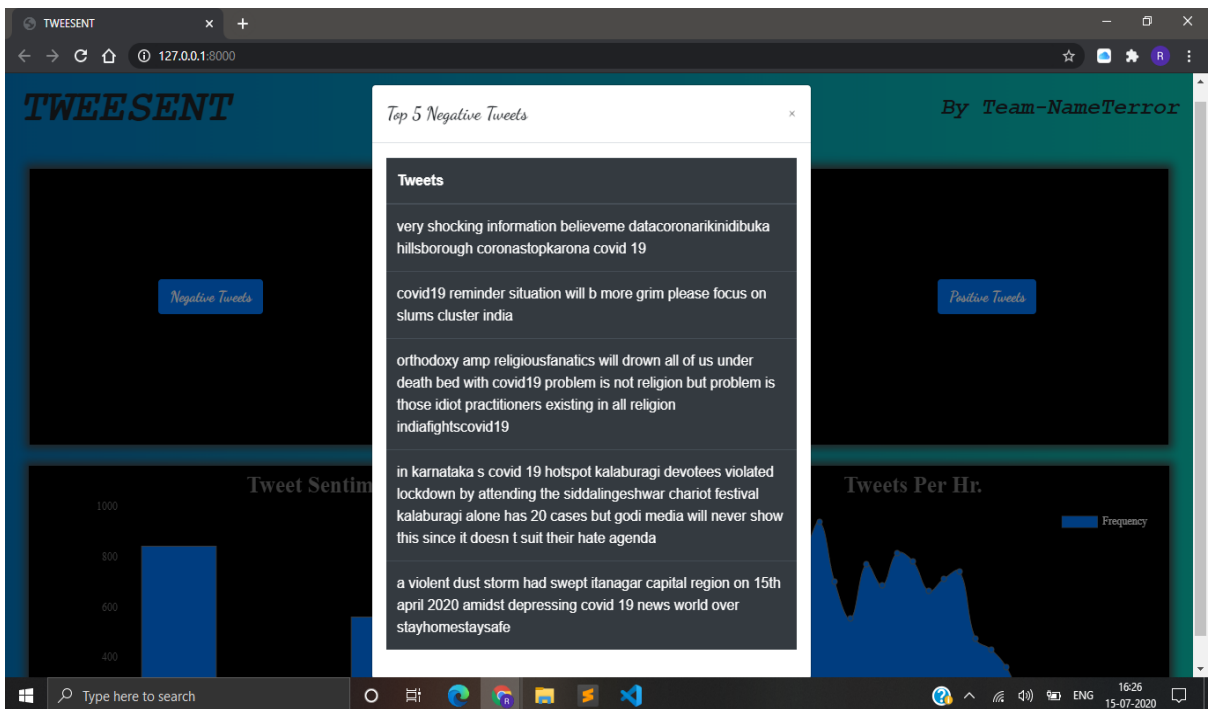 TWEESENT
127.0.0.1:8000
R
TWEESENT
By Team-NameTerror
Top 5 Negative Tweets
×
Tweets
very shocking information believeme datacoronarikinidibuka
hillsborough coronastopkarona covid 19
covid19 reminder situation will b more grim please focus on
slums cluster india
orthodoxy amp religiousfanatics will drown all of us under
death bed with covid19 problem is not religion but problem is
those idiot practitioners existing in all religion
indiafightscovid19
in karnataka s covid 19 hotspot kalaburagi devotees violated
lockdown by attending the siddalingeshwar chariot festival
kalaburagi alone has 20 cases but godi media will never show
this since it doesn t suit their hate agenda
a violent dust storm had swept itanagar capital region on 15th
april 2020 amidst depressing covid 19 news world over
stayhomestaysafe
Negative Tweets
Positive Tweets
Tweet Sentim
1000
800
600
400
Tweets Per Hr.
Frequency
Type here to search
R
ENG
16:26
15-07-2020